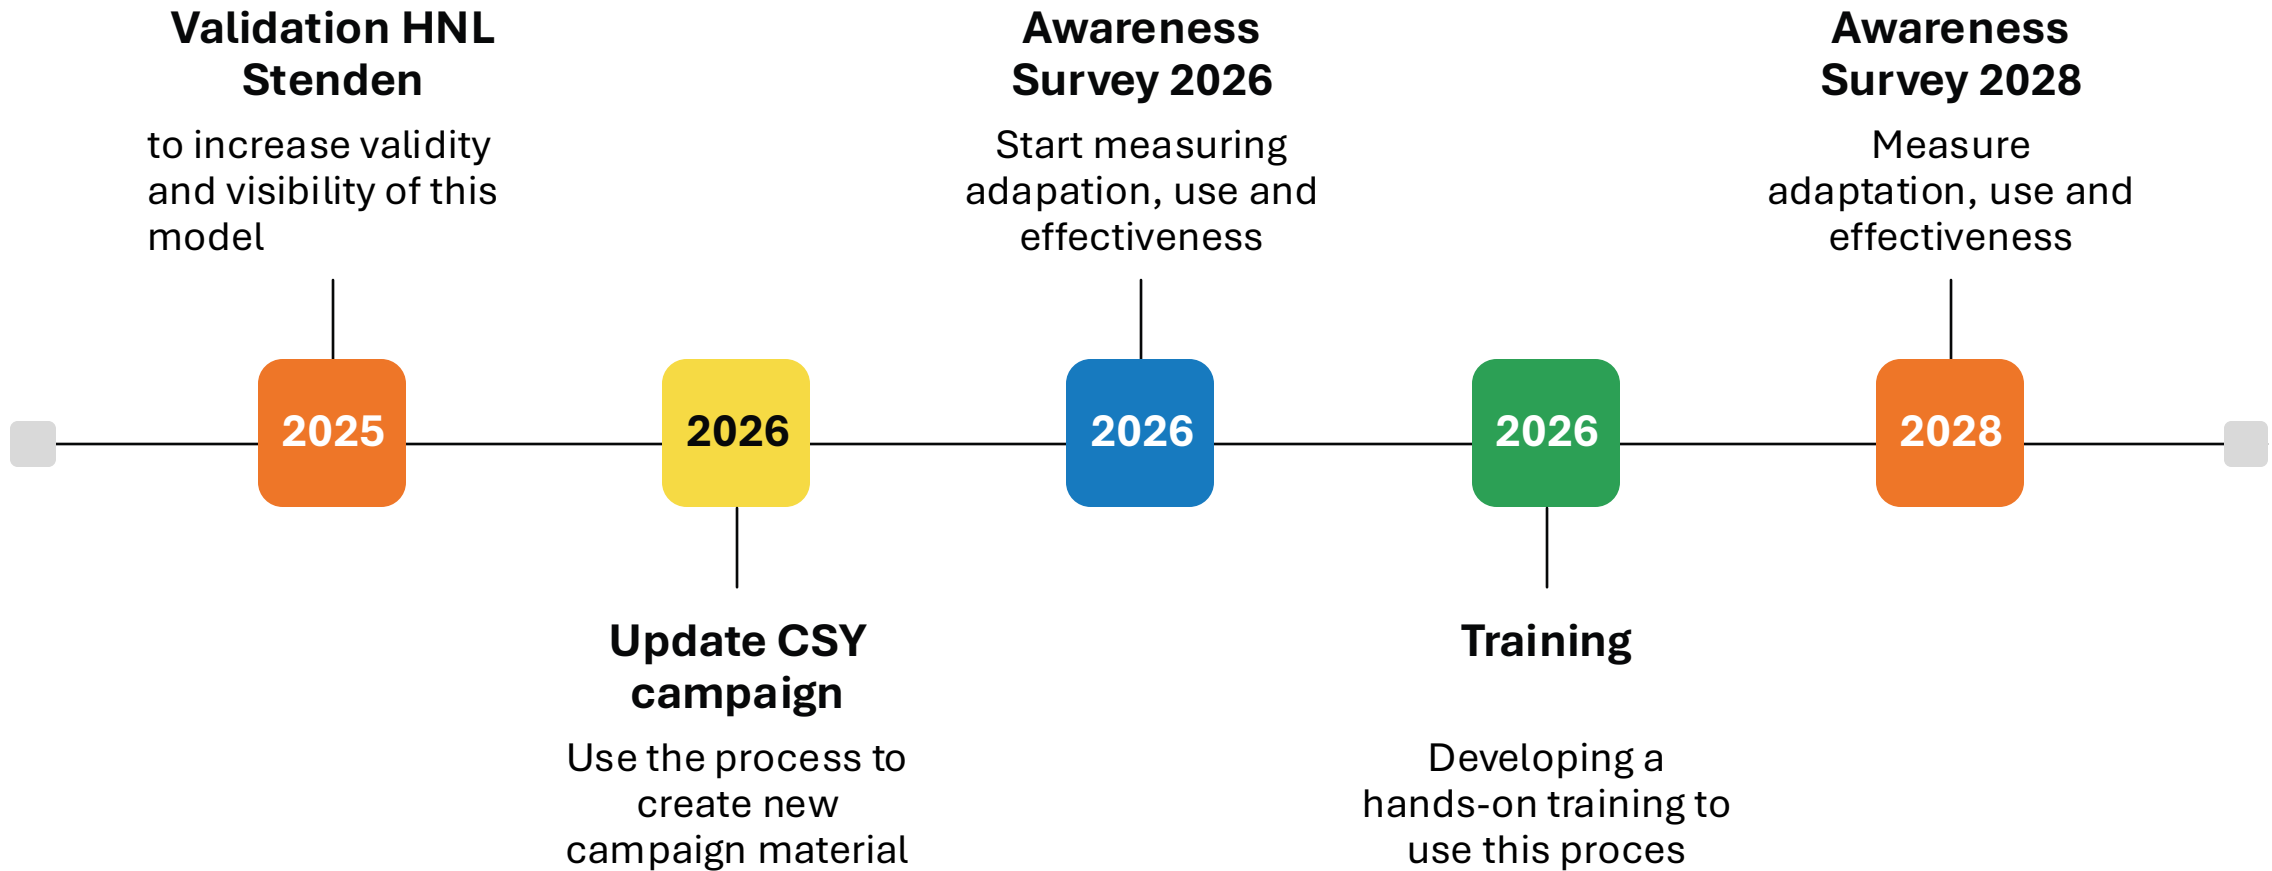 Validation HNL
Stenden
to increase validity
and visibility of this
model
Awareness
Survey 2026
Start measuring
adapation, use and
effectiveness
Awareness
Survey 2028
Measure
adaptation, use and
effectiveness
2025
2026
2026
2026
2028
Update CSY
campaign
Use the process to
create new
campaign material
Training
Developing a
hands-on training to
use this proces